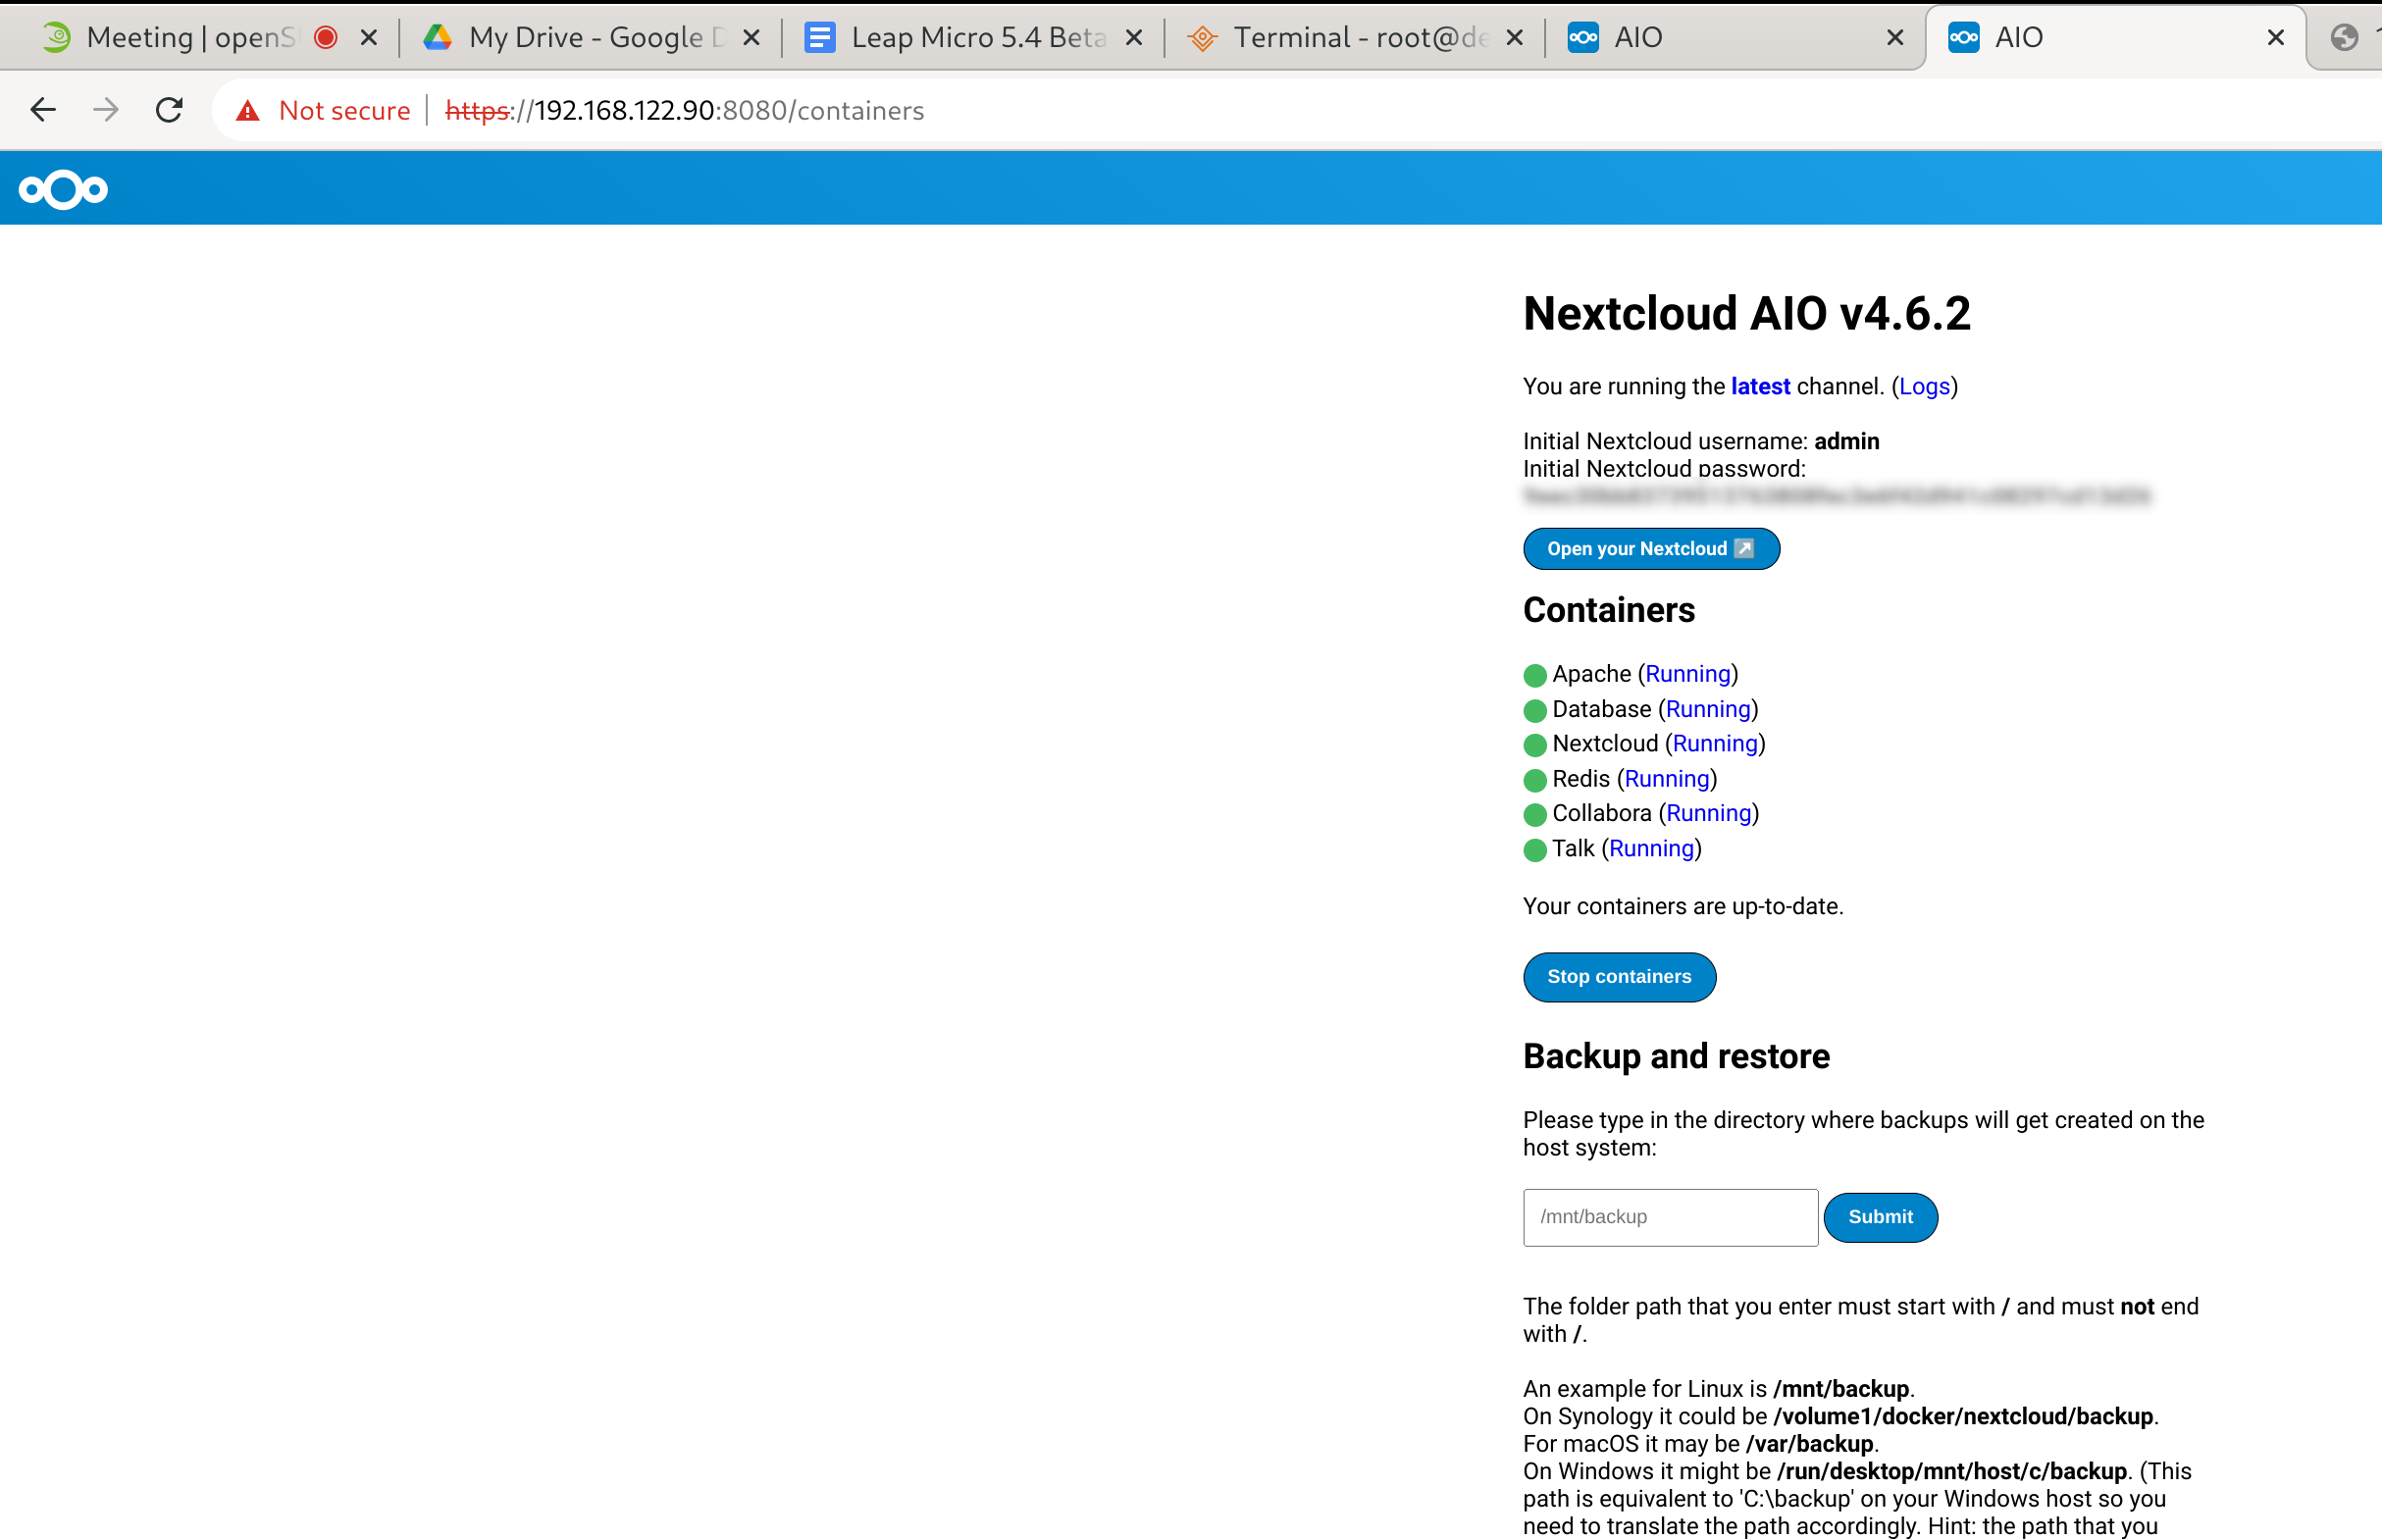 Meeting | openS
My Drive - Google D
Leap Micro 5.4 Beta
Terminal - root@de
AIO
AIO
Not secure
https://192.168.122.90:8080/containers
Nextcloud AIO v4.6.2
You are running the latest channel. (Logs)
Initial Nextcloud username: admin
Initial Nextcloud password:
Open your Nextcloud ↗
Containers
Apache (Running)
Database (Running)
Nextcloud (Running)
Redis (Running)
Collabora (Running)
Talk (Running)
Your containers are up-to-date.
Stop containers
Backup and restore
Please type in the directory where backups will get created on the
host system:
/mnt/backup
Submit
The folder path that you enter must start with / and must not end
with /.
An example for Linux is /mnt/backup.
On Synology it could be /volume1/docker/nextcloud/backup.
For macOS it may be /var/backup.
On Windows it might be /run/desktop/mnt/host/c/backup. (This
path is equivalent to 'C:\backup' on your Windows host so you
need to translate the path accordingly. Hint: the path that you